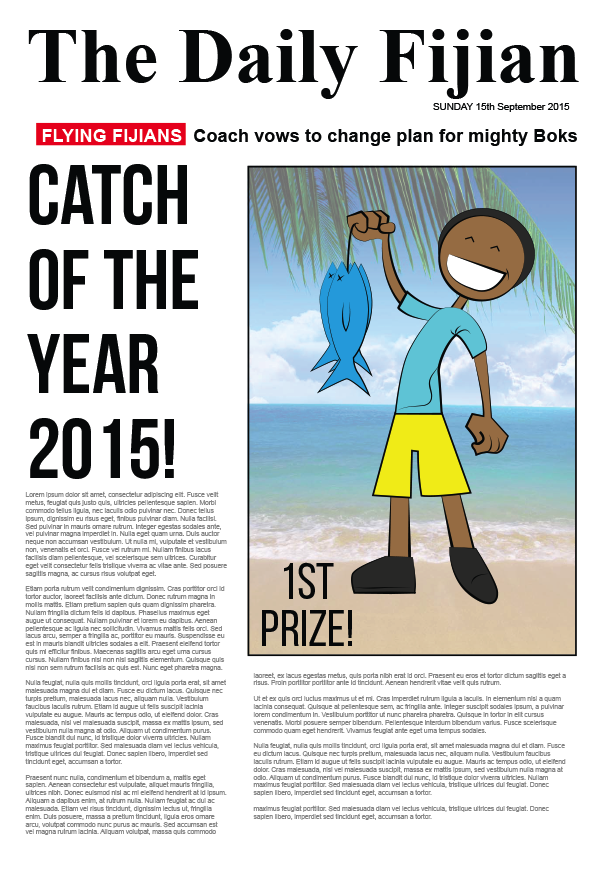 The Daily Fijian
SUNDAY 15th September 2015
FLYING FIJIANS Coach vows to change plan for mighty Boks
CATCH
OF THE
YEAR
2015!
1ST
PRIZE!
Lorem ipsum dolor sit amet, consectetur adipiscing elit. Fusce velit
metus, feugiat quis justo quis, ultricies pellentesque sapien. Morbi
commodo tellus ligula, nec iaculis odio pulvinar nec. Donec tellus
ipsum, dignissim eu risus eget, finibus pulvinar diam. Nulla facilisi.
Sed pulvinar in mauris ornare rutrum. Integer egestas sodales ante,
vel pulvinar magna imperdiet in. Nulla eget quam urna. Duis auctor
neque non accumsan vestibulum. Ut nulla mi, vulputate et vestibulum
non, venenatis et orci. Fusce vel rutrum mi. Nullam finibus lacus
facilisis diam pellentesque, vel scelerisque sem ultrices. Curabitur
eget velit consectetur felis tristique viverra ac vitae ante. Sed posuere
sagittis magna, ac cursus risus volutpat eget.
Etiam porta rutrum velit condimentum dignissim. Cras porttitor orci id
tortor auctor, laoreet facilisis ante dictum. Donec rutrum magna in
mollis mattis. Etiam pretium sapien quis quam dignissim pharetra.
Nullam fringilla dictum felis id dapibus. Phasellus maximus eget
augue ut consequat. Nullam pulvinar et lorem eu dapibus. Aenean
pellentesque ac ligula nec sollicitudin. Vivamus mattis felis orci. Sed
lacus arcu, semper a fringilla ac, porttitor eu mauris. Suspendisse eu
est in mauris blandit ultricies sodales a elit. Praesent eleifend tortor
quis mi efficitur finibus. Maecenas sagittis arcu eget urna cursus
cursus. Nullam finibus nisi non nisi sagittis elementum. Quisque quis
nisl non sem rutrum facilisis ac quis est. Nunc eget pharetra magna.
Nulla feugiat, nulla quis mollis tincidunt, orci ligula porta erat, sit amet
malesuada magna dui et diam. Fusce eu dictum lacus. Quisque nec
turpis pretium, malesuada lacus nec, aliquam nulla. Vestibulum
faucibus iaculis rutrum. Etiam id augue ut felis suscipit lacinia
vulputate eu augue. Mauris ac tempus odio, ut eleifend dolor. Cras
malesuada, nisl vel malesuada suscipit, massa ex mattis ipsum, sed
vestibulum nulla magna at odio. Aliquam ut condimentum purus.
Fusce blandit dui nunc, id tristique dolor viverra ultricies. Nullam
maximus feugiat porttitor. Sed malesuada diam vel lectus vehicula,
tristique ultrices dui feugiat. Donec sapien libero, imperdiet sed
tincidunt eget, accumsan a tortor.
Praesent nunc nulla, condimentum et bibendum a, mattis eget
sapien. Aenean consectetur est vulputate, aliquet mauris fringilla,
ultrices nibh. Donec euismod nisi ac mi eleifend hendrerit at id ipsum.
Aliquam a dapibus enim, at rutrum nulla. Nullam feugiat ac dui ac
malesuada. Etiam vel risus tincidunt, dignissim lectus ut, fringilla
enim. Duis posuere, massa a pretium tincidunt, ligula eros ornare
arcu, volutpat commodo nunc purus ac mauris. Sed accumsan est
vel magna rutrum lacinia. Aliquam volutpat, massa quis commodo
laoreet, ex lacus egestas metus, quis porta nibh erat id orci. Praesent eu eros et tortor dictum sagittis eget a
risus. Proin porttitor porttitor ante id tincidunt. Aenean hendrerit vitae velit quis rutrum.
Ut et ex quis orci luctus maximus ut et mi. Cras imperdiet rutrum ligula a iaculis. In elementum nisl a quam
lacinia consequat. Quisque at pellentesque sem, ac fringilla ante. Integer suscipit sodales ipsum, a pulvinar
lorem condimentum in. Vestibulum porttitor ut nunc pharetra pharetra. Quisque in tortor in elit cursus
venenatis. Morbi posuere semper bibendum. Pellentesque interdum bibendum varius. Fusce scelerisque
commodo quam eget hendrerit. Vivamus feugiat ante eget urna tempus sodales.
Nulla feugiat, nulla quis mollis tincidunt, orci ligula porta erat, sit amet malesuada magna dui et diam. Fusce
eu dictum lacus. Quisque nec turpis pretium, malesuada lacus nec, aliquam nulla. Vestibulum faucibus
iaculis rutrum. Etiam id augue ut felis suscipit lacinia vulputate eu augue. Mauris ac tempus odio, ut eleifend
dolor. Cras malesuada, nisl vel malesuada suscipit, massa ex mattis ipsum, sed vestibulum nulla magna at
odio. Aliquam ut condimentum purus. Fusce blandit dui nunc, id tristique dolor viverra ultricies. Nullam
maximus feugiat porttitor. Sed malesuada diam vel lectus vehicula, tristique ultrices dui feugiat. Donec
sapien libero, imperdiet sed tincidunt eget, accumsan a tortor.
maximus feugiat porttitor. Sed malesuada diam vel lectus vehicula, tristique ultrices dui feugiat. Donec
sapien libero, imperdiet sed tincidunt eget, accumsan a tortor.